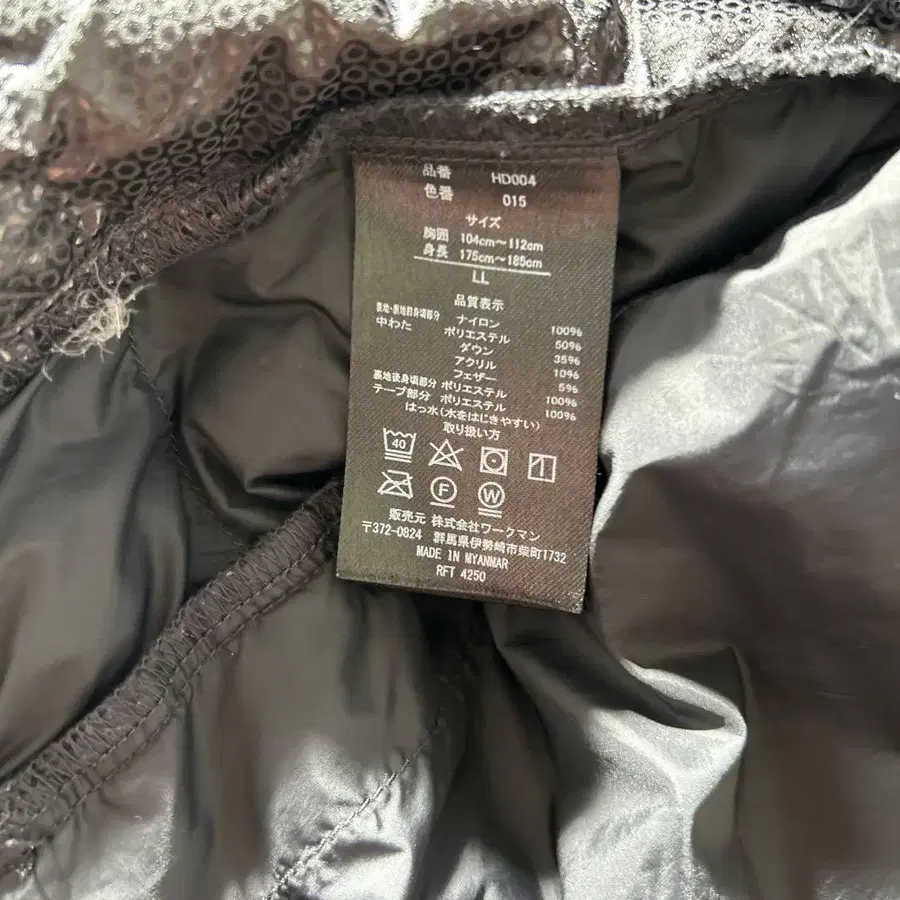 品番 HD004
色番 015
サイズ
胸囲 104cm～112cm
身長 175cm～185cm
LL
品質表示
表地・裏地前身頃部分 ナイロン 100%
中わた ポリエステル 50%
ダウン 35%
アクリル 10%
フェザー 5%
裏地後身頃部分 ポリエステル 100%
テープ部分 ポリエステル 100%
はっ水(水をはじきやすい)
取り扱い方
40
F W
販売元 株式会社ワークマン
〒372-0824 群馬県伊勢崎市柴町1732
MADE IN MYANMAR
RFT 4250